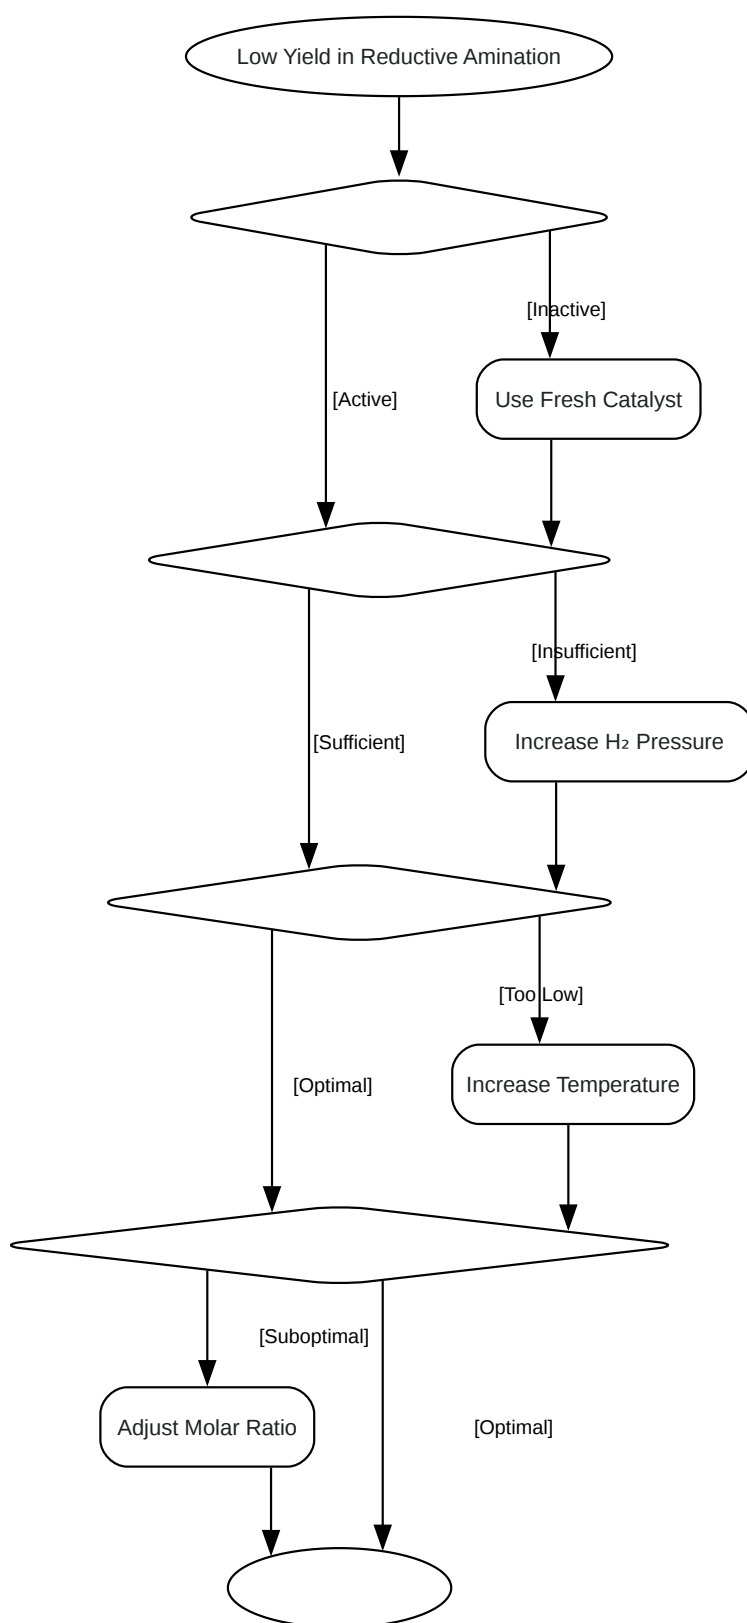 Low Yield in Reductive Amination
[Inactive]
[Active]
Use Fresh Catalyst
[Insufficient]
[Sufficient]
Increase H₂ Pressure
[Too Low]
[Optimal]
Increase Temperature
[Suboptimal]
Adjust Molar Ratio
[Optimal]